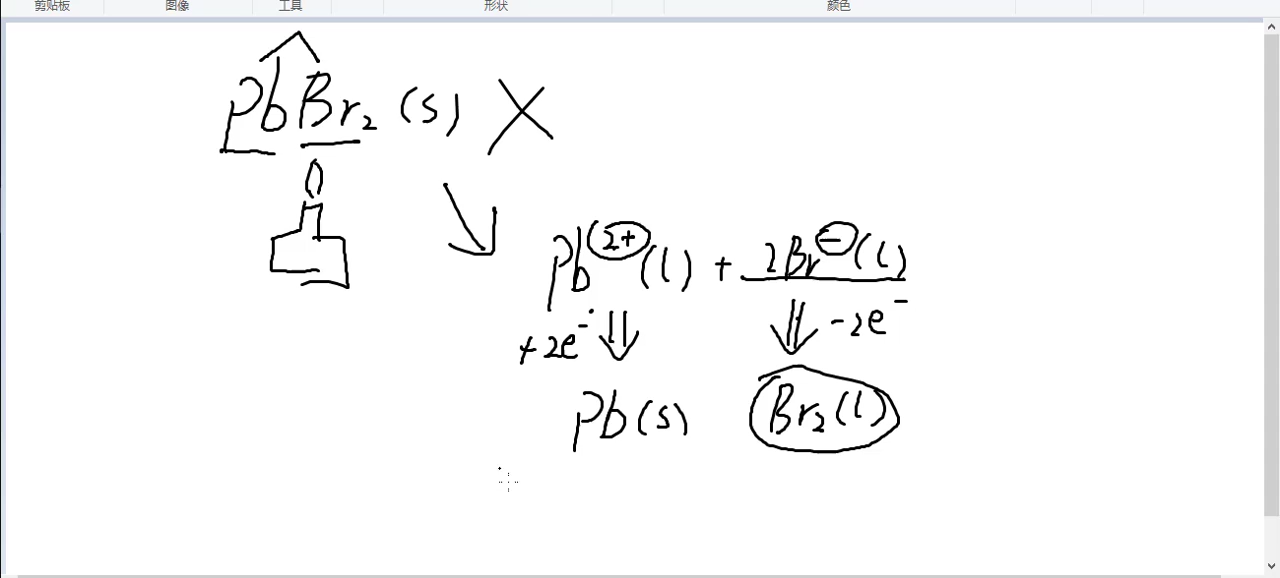 剪贴板 图像 工具 形状 颜色
PbBr₂ (s) X
Pb²⁺(l) + 2Br⁻(l)
+2e⁻ ⇓ ⇓ -2e⁻
Pb(s) Br₂(l)